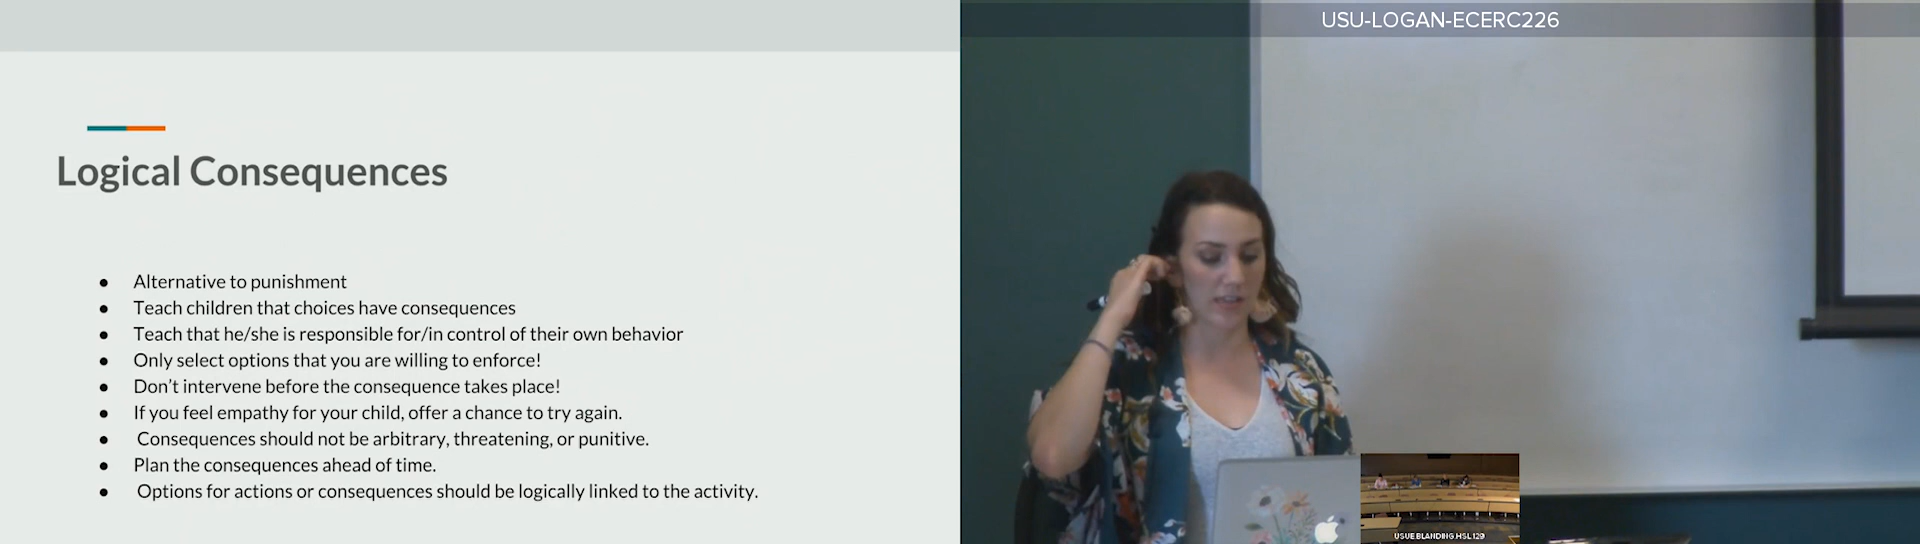 USU-LOGAN-ECERC226
Logical Consequences
● Alternative to punishment
● Teach children that choices have consequences
● Teach that he/she is responsible for/in control of their own behavior
● Only select options that you are willing to enforce!
● Don't intervene before the consequence takes place!
● If you feel empathy for your child, offer a chance to try again.
● Consequences should not be arbitrary, threatening, or punitive.
● Plan the consequences ahead of time.
● Options for actions or consequences should be logically linked to the activity.
USUE BLANDING HSL 129